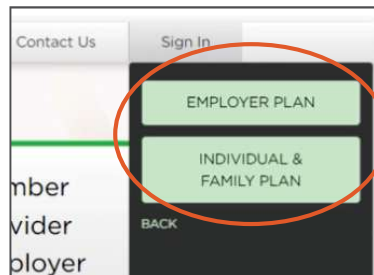 Contact Us
Sign In
EMPLOYER PLAN
INDIVIDUAL &
FAMILY PLAN
BACK
mber
vider
ployer